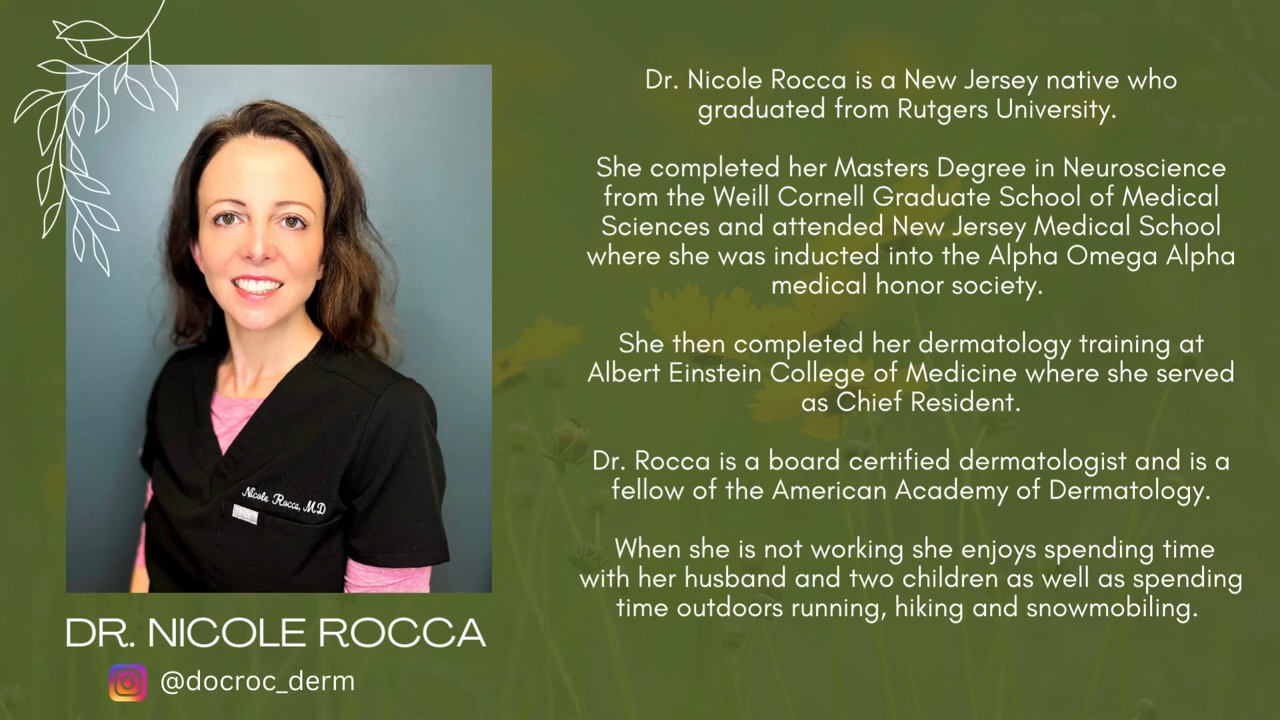 Dr. Nicole Rocca is a New Jersey native who
graduated from Rutgers University.
She completed her Masters Degree in Neuroscience
from the Weill Cornell Graduate School of Medical
Sciences and attended New Jersey Medical School
where she was inducted into the Alpha Omega Alpha
medical honor society.
She then completed her dermatology training at
Albert Einstein College of Medicine where she served
as Chief Resident.
Dr. Rocca is a board certified dermatologist and is a
fellow of the American Academy of Dermatology.
When she is not working she enjoys spending time
with her husband and two children as well as spending
time outdoors running, hiking and snowmobiling.
Nicole Rocca, MD
DR. NICOLE ROCCA
@docroc_derm